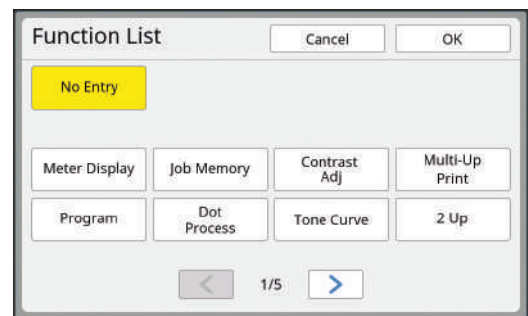 Function List
Cancel
OK
No Entry
Meter Display
Job Memory
Contrast
Adj
Multi-Up
Print
Program
Dot
Process
Tone Curve
2 Up
1/5